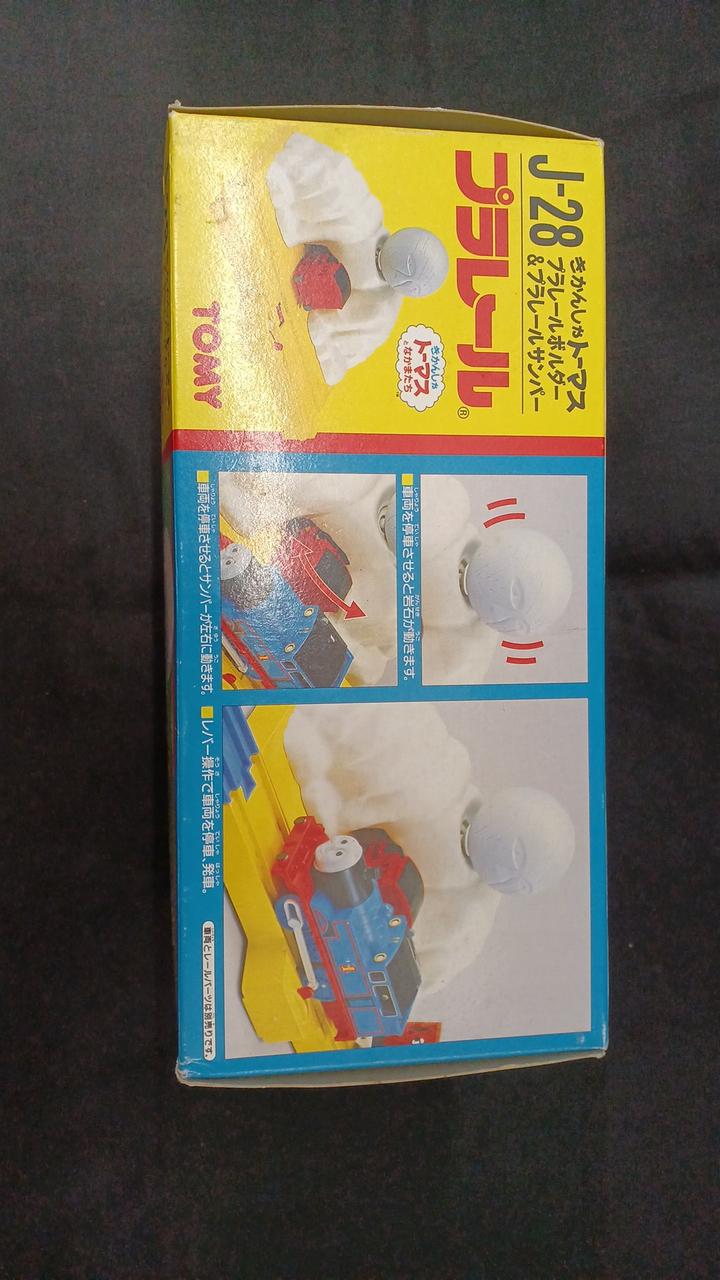 J-28
きかんしゃトーマス
プラレールボルダー
&プラレールサンパー
プラレール®
きかんしゃ
トーマス
となかまたち
TOMY
■車両を停車させると岩石が動きます。
■車両を停車させるとサンパーが左右に動きます。
■レバー操作で車両を停車、発車。
車両とレールパーツは別売りです。
1